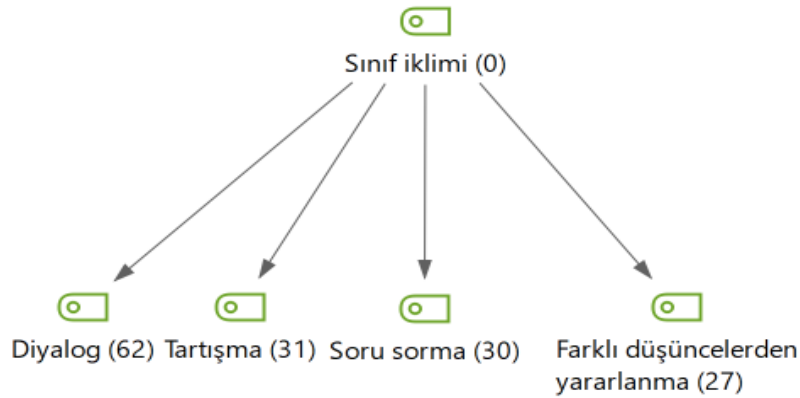 Sınıf iklimi (0)
Diyalog (62)
Tartışma (31)
Soru sorma (30)
Farklı düşüncelerden
yararlanma (27)